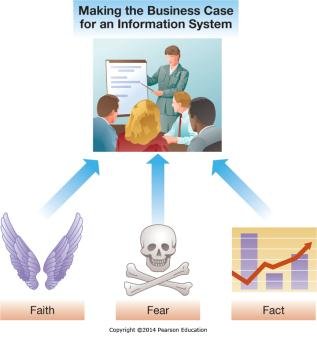 Making the Business Case
for an Information System
Faith
Fear
Fact
Copyright ©2014 Pearson Education